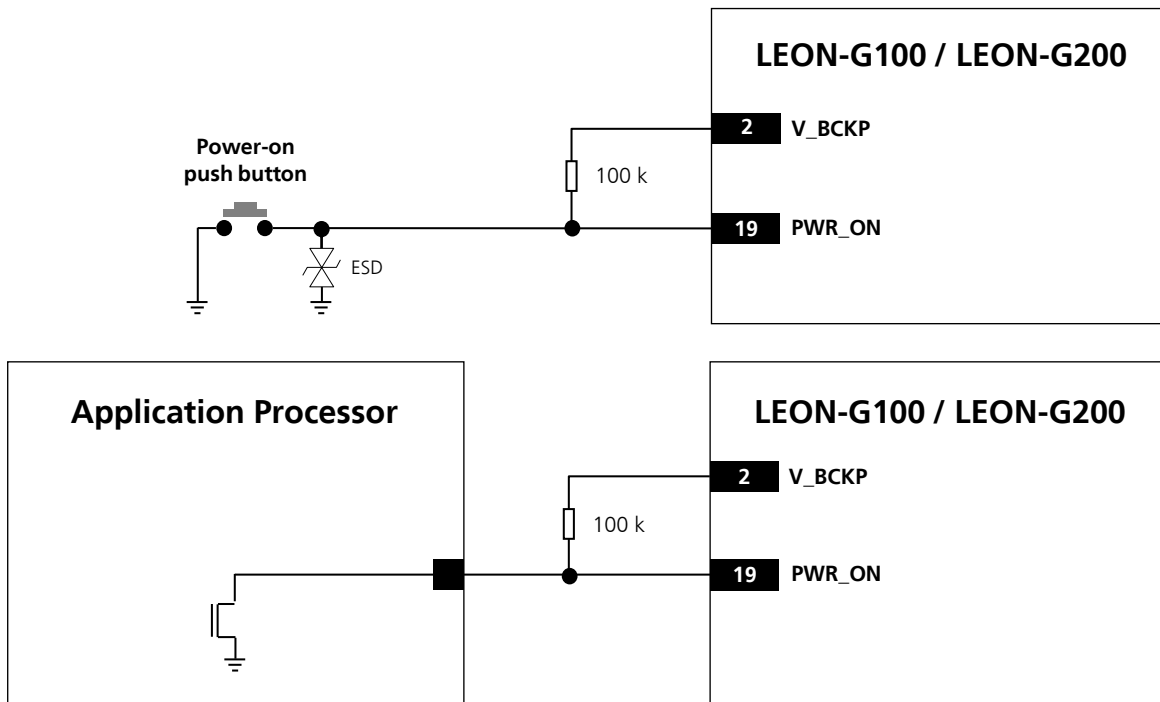 LEON-G100 / LEON-G200
2 V_BCKP
Power-on
push button
100 k
19 PWR_ON
ESD
Application Processor
LEON-G100 / LEON-G200
2 V_BCKP
100 k
19 PWR_ON